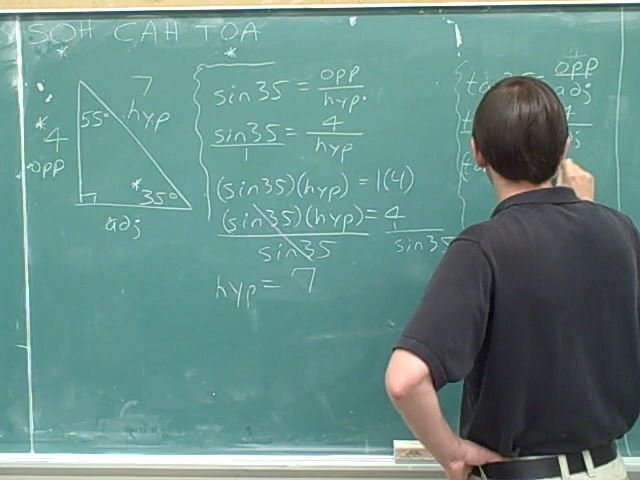 SOH CAH TOA
7
hyp
55°
4
opp
35°
adj
sin35 = opp/hyp.
sin35/1 = 4/hyp
(sin35)(hyp) = 1(4)
(sin35)(hyp)/sin35 = 4/sin35
hyp = 7
opp
adj